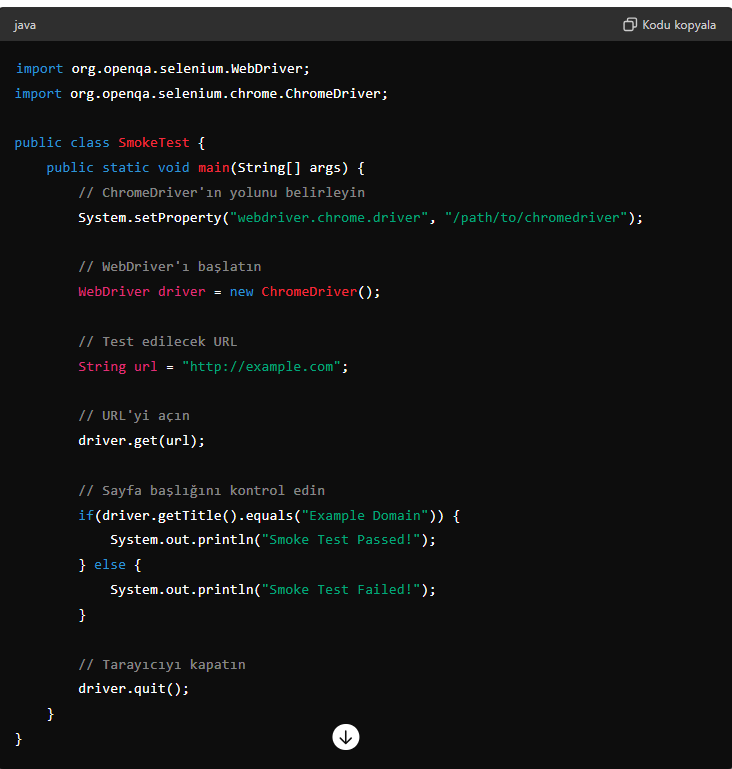 java
Kodu kopyala
import org.openqa.selenium.WebDriver;
import org.openqa.selenium.chrome.ChromeDriver;
public class SmokeTest {
    public static void main(String[] args) {
        // ChromeDriver'ın yolunu belirleyin
        System.setProperty("webdriver.chrome.driver", "/path/to/chromedriver");
        // WebDriver'ı başlatın
        WebDriver driver = new ChromeDriver();
        // Test edilecek URL
        String url = "http://example.com";
        // URL'yi açın
        driver.get(url);
        // Sayfa başlığını kontrol edin
        if(driver.getTitle().equals("Example Domain")) {
            System.out.println("Smoke Test Passed!");
        } else {
            System.out.println("Smoke Test Failed!");
        }
        // Tarayıcıyı kapatın
        driver.quit();
    }
}